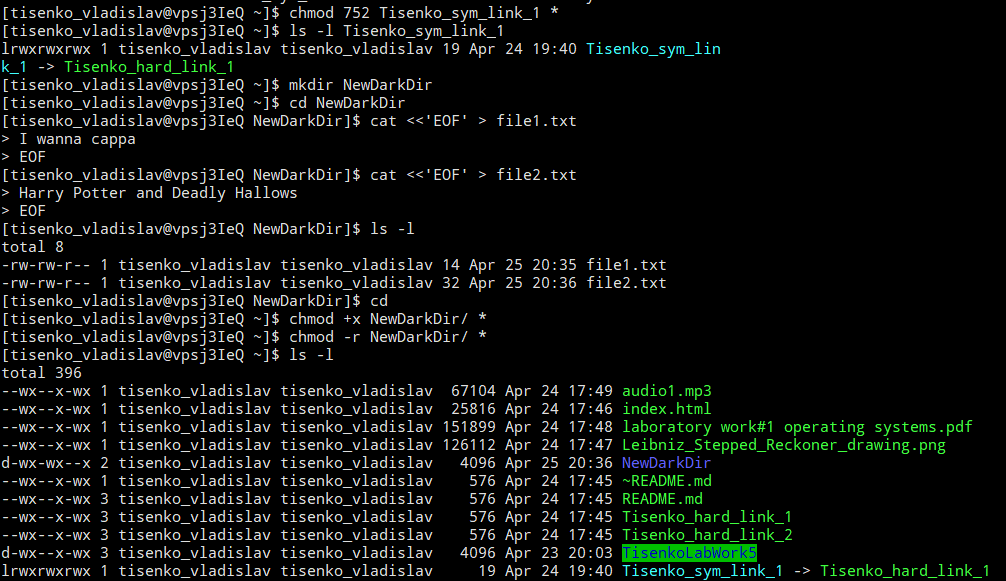 [tisenko_vladislav@vpsj3IeQ ~]$ chmod 752 Tisenko_sym_link_1 *
[tisenko_vladislav@vpsj3IeQ ~]$ ls -l Tisenko_sym_link_1
lrwxrwxrwx 1 tisenko_vladislav tisenko_vladislav 19 Apr 24 19:40 Tisenko_sym_lin
k_1 -> Tisenko_hard_link_1
[tisenko_vladislav@vpsj3IeQ ~]$ mkdir NewDarkDir
[tisenko_vladislav@vpsj3IeQ ~]$ cd NewDarkDir
[tisenko_vladislav@vpsj3IeQ NewDarkDir]$ cat <<'EOF' > file1.txt
> I wanna cappa
> EOF
[tisenko_vladislav@vpsj3IeQ NewDarkDir]$ cat <<'EOF' > file2.txt
> Harry Potter and Deadly Hallows
> EOF
[tisenko_vladislav@vpsj3IeQ NewDarkDir]$ ls -l
total 8
-rw-rw-r-- 1 tisenko_vladislav tisenko_vladislav 14 Apr 25 20:35 file1.txt
-rw-rw-r-- 1 tisenko_vladislav tisenko_vladislav 32 Apr 25 20:36 file2.txt
[tisenko_vladislav@vpsj3IeQ NewDarkDir]$ cd
[tisenko_vladislav@vpsj3IeQ ~]$ chmod +x NewDarkDir/ *
[tisenko_vladislav@vpsj3IeQ ~]$ chmod -r NewDarkDir/ *
[tisenko_vladislav@vpsj3IeQ ~]$ ls -l
total 396
--wx--x-wx 1 tisenko_vladislav tisenko_vladislav  67104 Apr 24 17:49 audio1.mp3
--wx--x-wx 1 tisenko_vladislav tisenko_vladislav  25816 Apr 24 17:46 index.html
--wx--x-wx 1 tisenko_vladislav tisenko_vladislav 151899 Apr 24 17:48 laboratory work#1 operating systems.pdf
--wx--x-wx 1 tisenko_vladislav tisenko_vladislav 126112 Apr 24 17:47 Leibniz_Stepped_Reckoner_drawing.png
d-wx-wx--x 2 tisenko_vladislav tisenko_vladislav   4096 Apr 25 20:36 NewDarkDir
--wx--x-wx 1 tisenko_vladislav tisenko_vladislav    576 Apr 24 17:45 ~README.md
--wx--x-wx 3 tisenko_vladislav tisenko_vladislav    576 Apr 24 17:45 README.md
--wx--x-wx 3 tisenko_vladislav tisenko_vladislav    576 Apr 24 17:45 Tisenko_hard_link_1
--wx--x-wx 3 tisenko_vladislav tisenko_vladislav    576 Apr 24 17:45 Tisenko_hard_link_2
d-wx--x-wx 3 tisenko_vladislav tisenko_vladislav   4096 Apr 23 20:03 TisenkoLabWork5
lrwxrwxrwx 1 tisenko_vladislav tisenko_vladislav     19 Apr 24 19:40 Tisenko_sym_link_1 -> Tisenko_hard_link_1